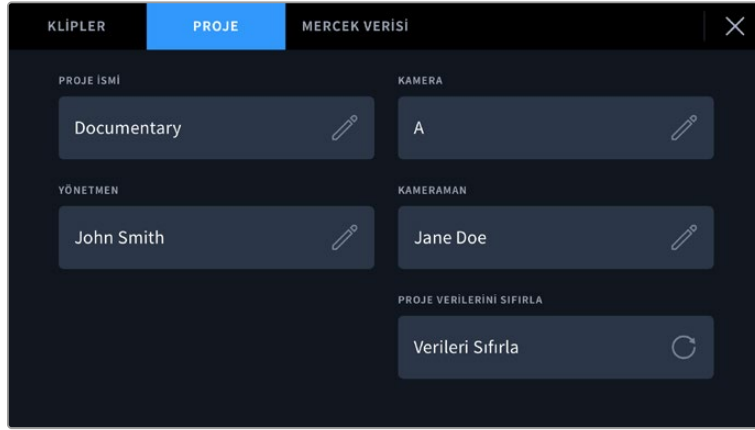 KLİPLER PROJE MERCEK VERİSİ
PROJE İSMİ KAMERA
Documentary A
YÖNETMEN KAMERAMAN
John Smith Jane Doe
PROJE VERİLERİNİ SIFIRLA
Verileri Sıfırla